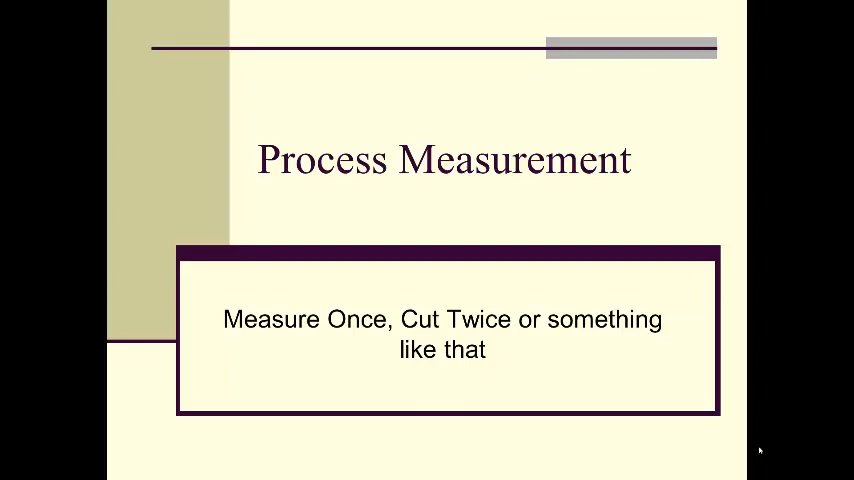 Process Measurement
Measure Once, Cut Twice or something
like that